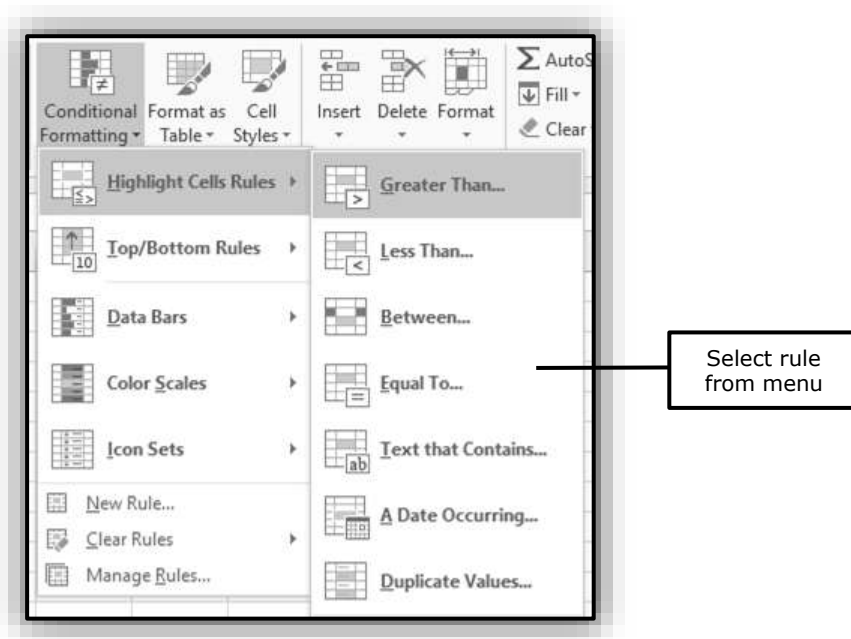 Conditional Formatting
Format as Table
Cell Styles
Insert
Delete
Format
Σ AutoS
Fill
Clear
Highlight Cells Rules
Top/Bottom Rules
10
Data Bars
Color Scales
Icon Sets
New Rule...
Clear Rules
Manage Rules...
Greater Than...
Less Than...
Between...
Equal To...
Text that Contains...
ab
A Date Occurring...
Duplicate Values...
Select rule
from menu